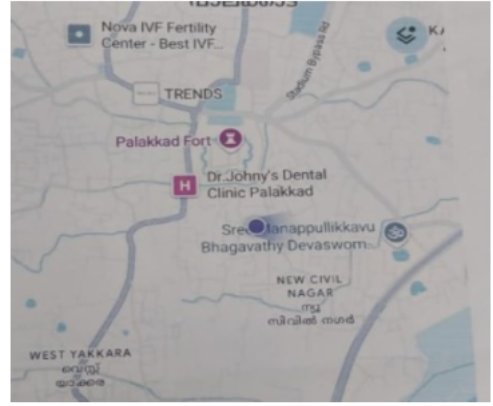 Nova IVF Fertility
Center - Best IVF...
Stadium Bypass Rd
TRENDS
Palakkad Fort
H
Dr.Johny's Dental
Clinic Palakkad
Bhagavathy Devaswom
NEW CIVIL
NAGAR
ന്യൂ
സിവിൽ നഗർ
WEST YAKKARA
വെസ്റ്റ്
യാക്കര